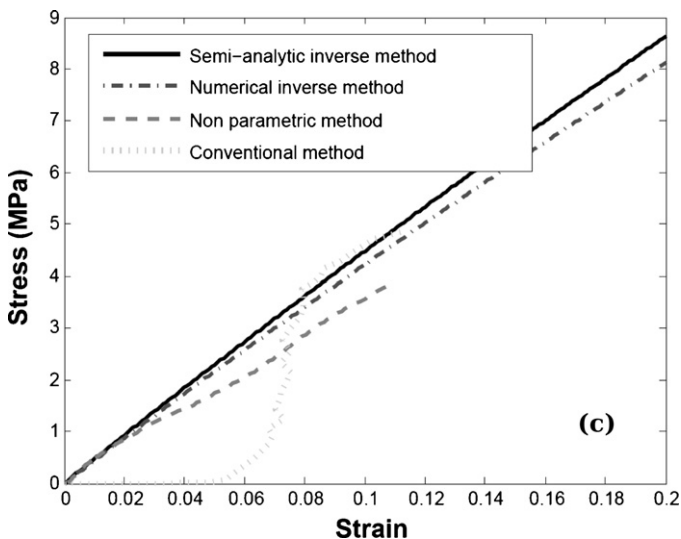 9
8
7
6
5
4
3
2
1
0
Stress (MPa)
Semi-analytic inverse method
Numerical inverse method
Non parametric method
Conventional method
(c)
0 0.02 0.04 0.06 0.08 0.1 0.12 0.14 0.16 0.18 0.2
Strain